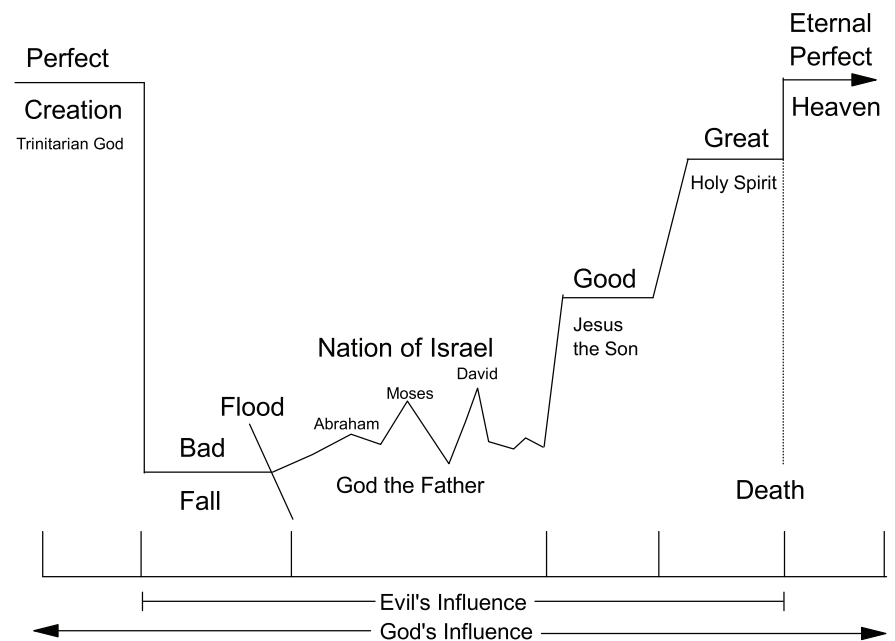 Perfect
Creation
Trinitarian God
Bad
Fall
Flood
Nation of Israel
Abraham
Moses
David
God the Father
Good
Jesus
the Son
Great
Holy Spirit
Death
Eternal
Perfect
Heaven
Evil's Influence
God's Influence